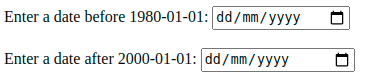 Enter a date before 1980-01-01: dd/mm/yyyy
Enter a date after 2000-01-01: dd/mm/yyyy